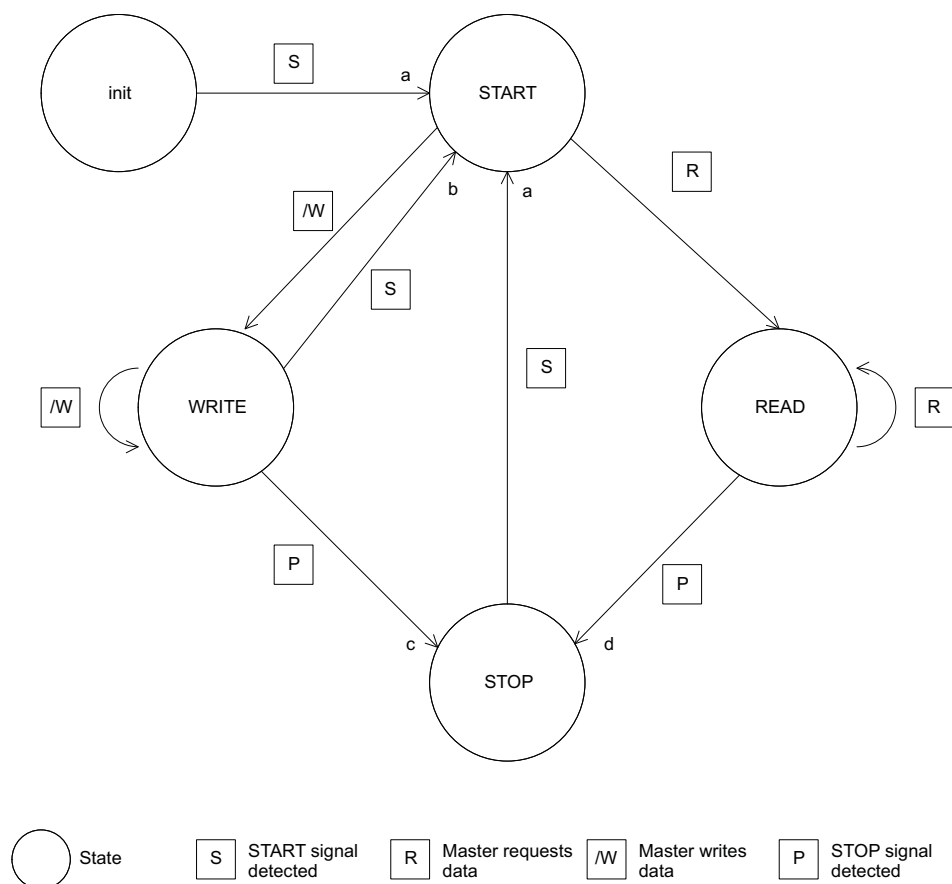 S
a
init
START
b
a
R
/W
S
S
/W
WRITE
READ
R
P
P
c
d
STOP
State
S
START signal
detected
R
Master requests
data
/W
Master writes
data
P
STOP signal
detected